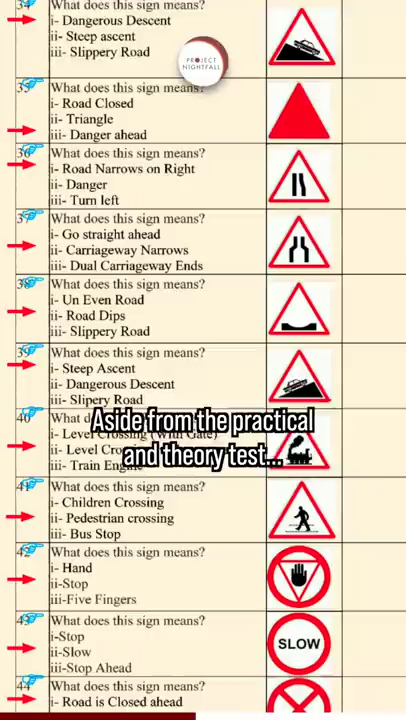 34
i- Dangerous Descent
ii- Steep ascent
iii- Slippery Road
PROJECT
NIGHTFALL
35 What does this sign means?
i- Road Closed
ii- Triangle
iii- Danger ahead
36 What does this sign means?
i- Road Narrows on Right
ii- Danger
iii- Turn left
37 What does this sign means?
i- Go straight ahead
ii- Carriageway Narrows
iii- Dual Carriageway Ends
38 What does this sign means?
i- Un Even Road
ii- Road Dips
iii- Slippery Road
39 What does this sign means?
i- Steep Ascent
ii- Dangerous Descent
iii- Slipery Road
40 What d
Aside from the practical
i- Level Crossing (With Gate)
and theory test...
ii- Level
iii- Train Engine
41 What does this sign means?
i- Children Crossing
ii- Pedestrian crossing
iii- Bus Stop
42 What does this sign means?
i- Hand
ii-Stop
iii-Five Fingers
43 What does this sign means?
i-Stop
ii-Slow
iii-Stop Ahead
SLOW
44 What does this sign means?
i- Road is Closed ahead